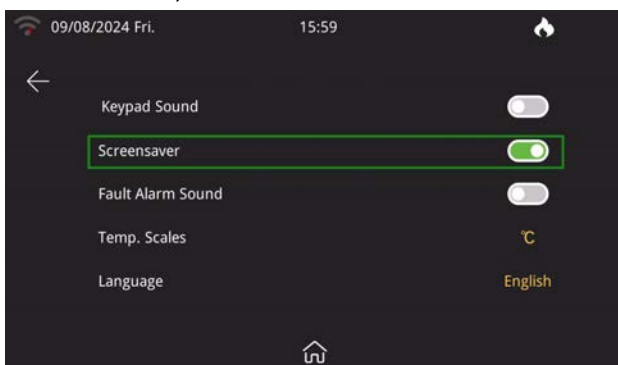 09/08/2024 Fri. 15:59
Keypad Sound
Screensaver
Fault Alarm Sound
Temp. Scales ℃
Language English